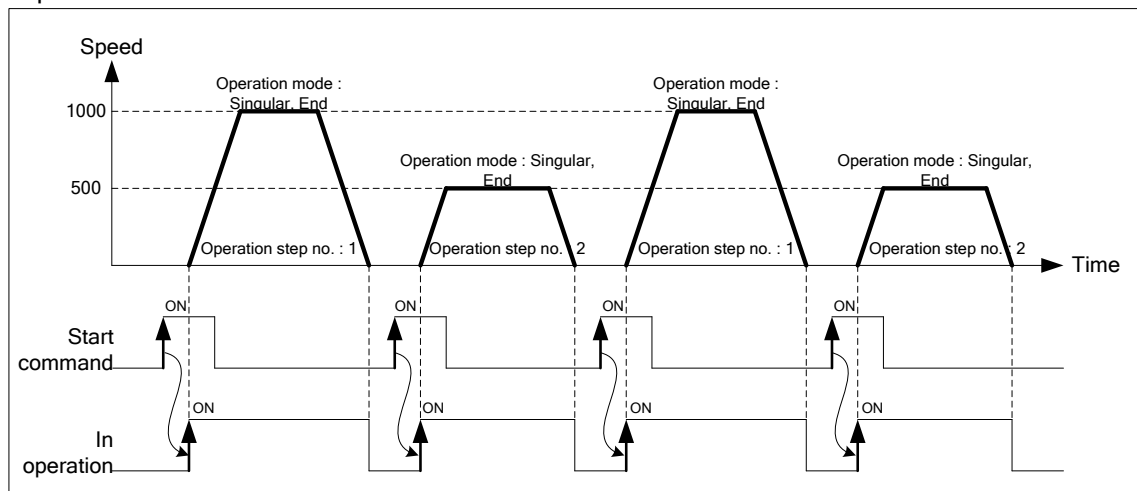 Speed
Operation mode :
Singular, End
Operation mode :
Singular, End
1000
Operation mode : Singular,
End
Operation mode : Singular,
End
500
Operation step no. : 1
Operation step no. : 2
Operation step no. : 1
Operation step no. : 2
Time
ON
ON
ON
ON
Start
command
ON
ON
ON
ON
In
operation